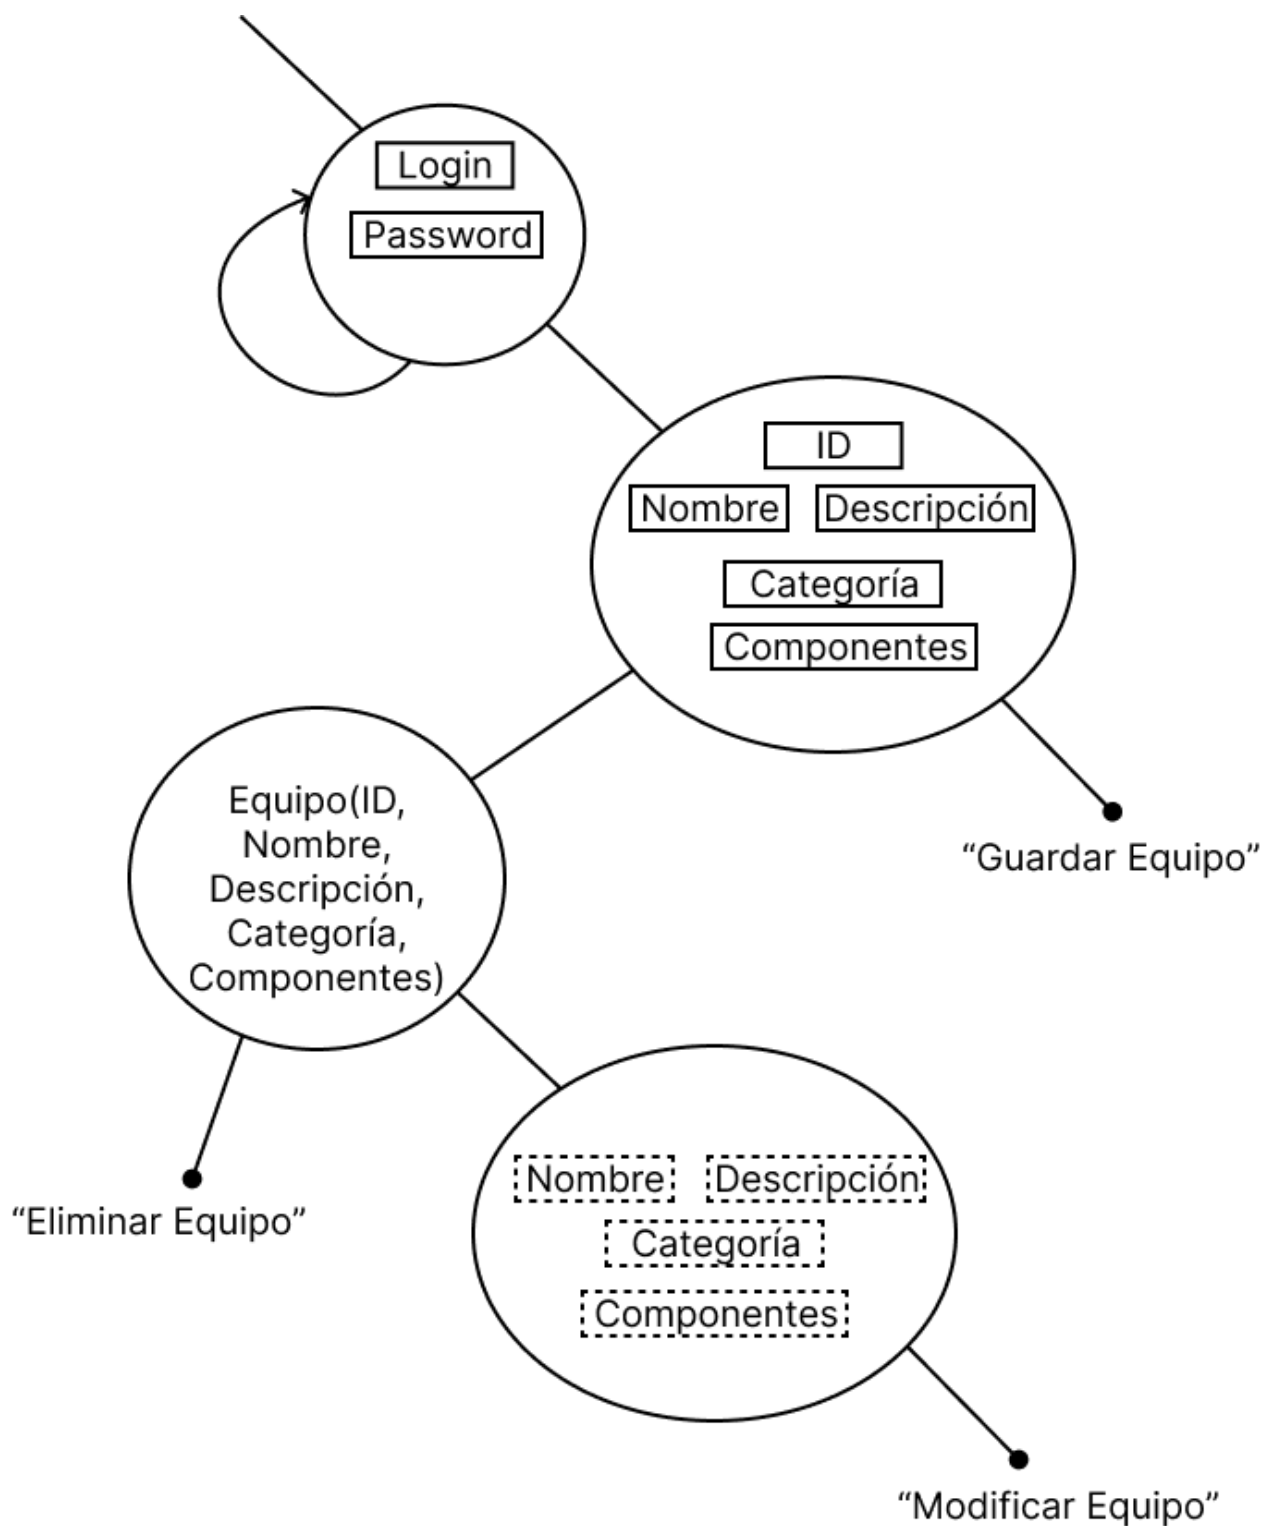 Login
Password
ID
Nombre Descripción
Categoría
Componentes
Equipo(ID,
Nombre,
Descripción,
Categoría,
Componentes)
“Guardar Equipo”
“Eliminar Equipo”
Nombre Descripción
Categoría
Componentes
“Modificar Equipo”